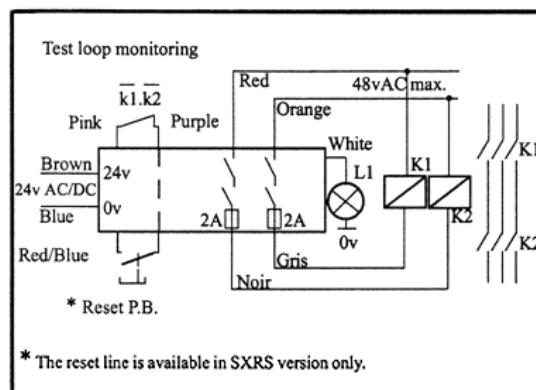 Test loop monitoring
k1.k2
Pink
Purple
Red
48vAC max.
Orange
White
Brown
24v
24v AC/DC
Blue
0v
2A
2A
L1
0v
K1
K2
K1
K2
Red/Blue
Gris
Noir
* Reset P.B.
* The reset line is available in SXRS version only.